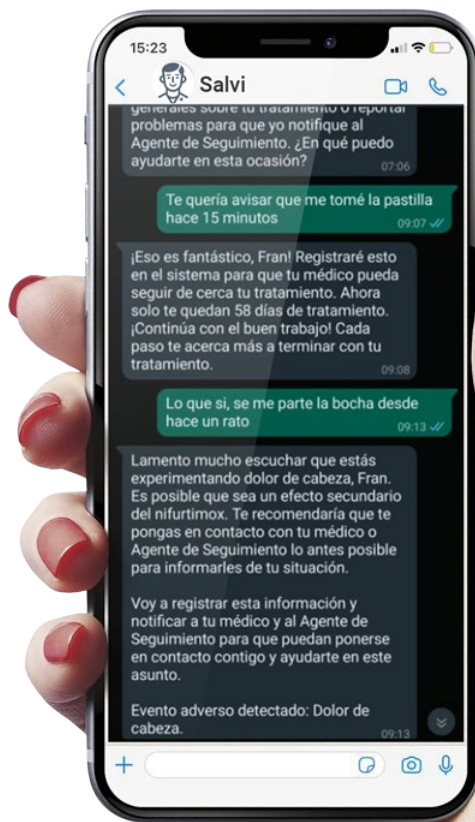 15:23
Salvi
generales sobre tu tratamiento o reportar
problemas para que yo notifique al
Agente de Seguimiento. ¿En qué puedo
ayudarte en esta ocasión?
07:06
Te quería avisar que me tomé la pastilla
hace 15 minutos
09:07
¡Eso es fantástico, Fran! Registraré esto
en el sistema para que tu médico pueda
seguir de cerca tu tratamiento. Ahora
solo te quedan 58 días de tratamiento.
¡Continúa con el buen trabajo! Cada
paso te acerca más a terminar con tu
tratamiento.
09:08
Lo que si, se me parte la bocha desde
hace un rato
09:13
Lamento mucho escuchar que estás
experimentando dolor de cabeza, Fran.
Es posible que sea un efecto secundario
del nifurtimox. Te recomendaría que te
pongas en contacto con tu médico o
Agente de Seguimiento lo antes posible
para informarles de tu situación.
Voy a registrar esta información y
notificar a tu médico y al Agente de
Seguimiento para que puedan ponerse
en contacto contigo y ayudarte en este
asunto.
Evento adverso detectado: Dolor de
cabeza.
09:13